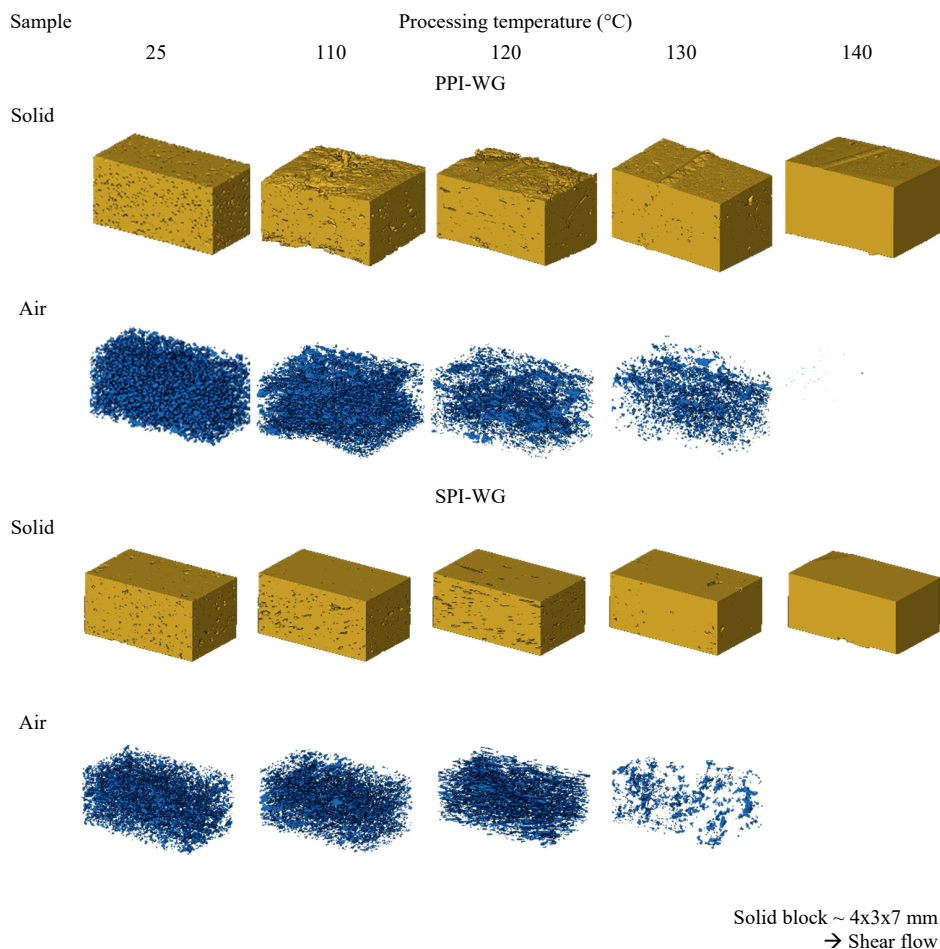 Sample Processing temperature (°C)
25 110 120 130 140
PPI-WG
Solid
Air
SPI-WG
Solid
Air
Solid block ~ 4x3x7 mm
→ Shear flow